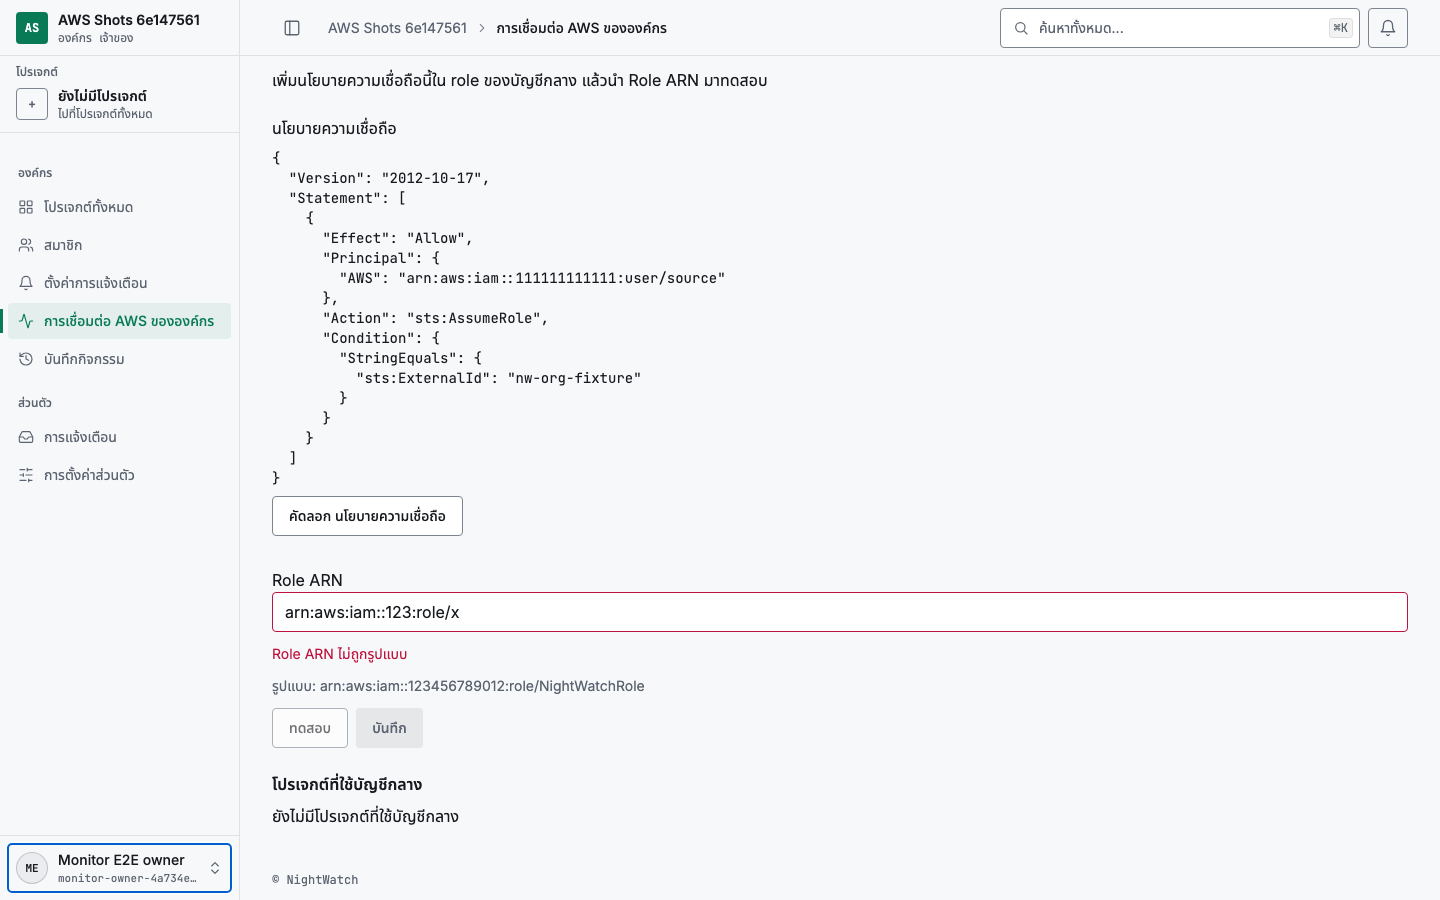 AS
AWS Shots 6e147561
องค์กร เจ้าของ
โปรเจกต์
+
ยังไม่มีโปรเจกต์
ไปที่โปรเจกต์ทั้งหมด
องค์กร
โปรเจกต์ทั้งหมด
สมาชิก
ตั้งค่าการแจ้งเตือน
การเชื่อมต่อ AWS ขององค์กร
บันทึกกิจกรรม
ส่วนตัว
การแจ้งเตือน
การตั้งค่าส่วนตัว
ME
Monitor E2E owner
monitor-owner-4a734e…
AWS Shots 6e147561 > การเชื่อมต่อ AWS ขององค์กร
ค้นหาทั้งหมด... ⌘K
เพิ่มนโยบายความเชื่อถือนี้ใน role ของบัญชีกลาง แล้วนำ Role ARN มาทดสอบ
นโยบายความเชื่อถือ
{
  "Version": "2012-10-17",
  "Statement": [
    {
      "Effect": "Allow",
      "Principal": {
        "AWS": "arn:aws:iam::111111111111:user/source"
      },
      "Action": "sts:AssumeRole",
      "Condition": {
        "StringEquals": {
          "sts:ExternalId": "nw-org-fixture"
        }
      }
    }
  ]
}
คัดลอก นโยบายความเชื่อถือ
Role ARN
arn:aws:iam::123:role/x
Role ARN ไม่ถูกรูปแบบ
รูปแบบ: arn:aws:iam::123456789012:role/NightWatchRole
ทดสอบ บันทึก
โปรเจกต์ที่ใช้บัญชีกลาง
ยังไม่มีโปรเจกต์ที่ใช้บัญชีกลาง
© NightWatch